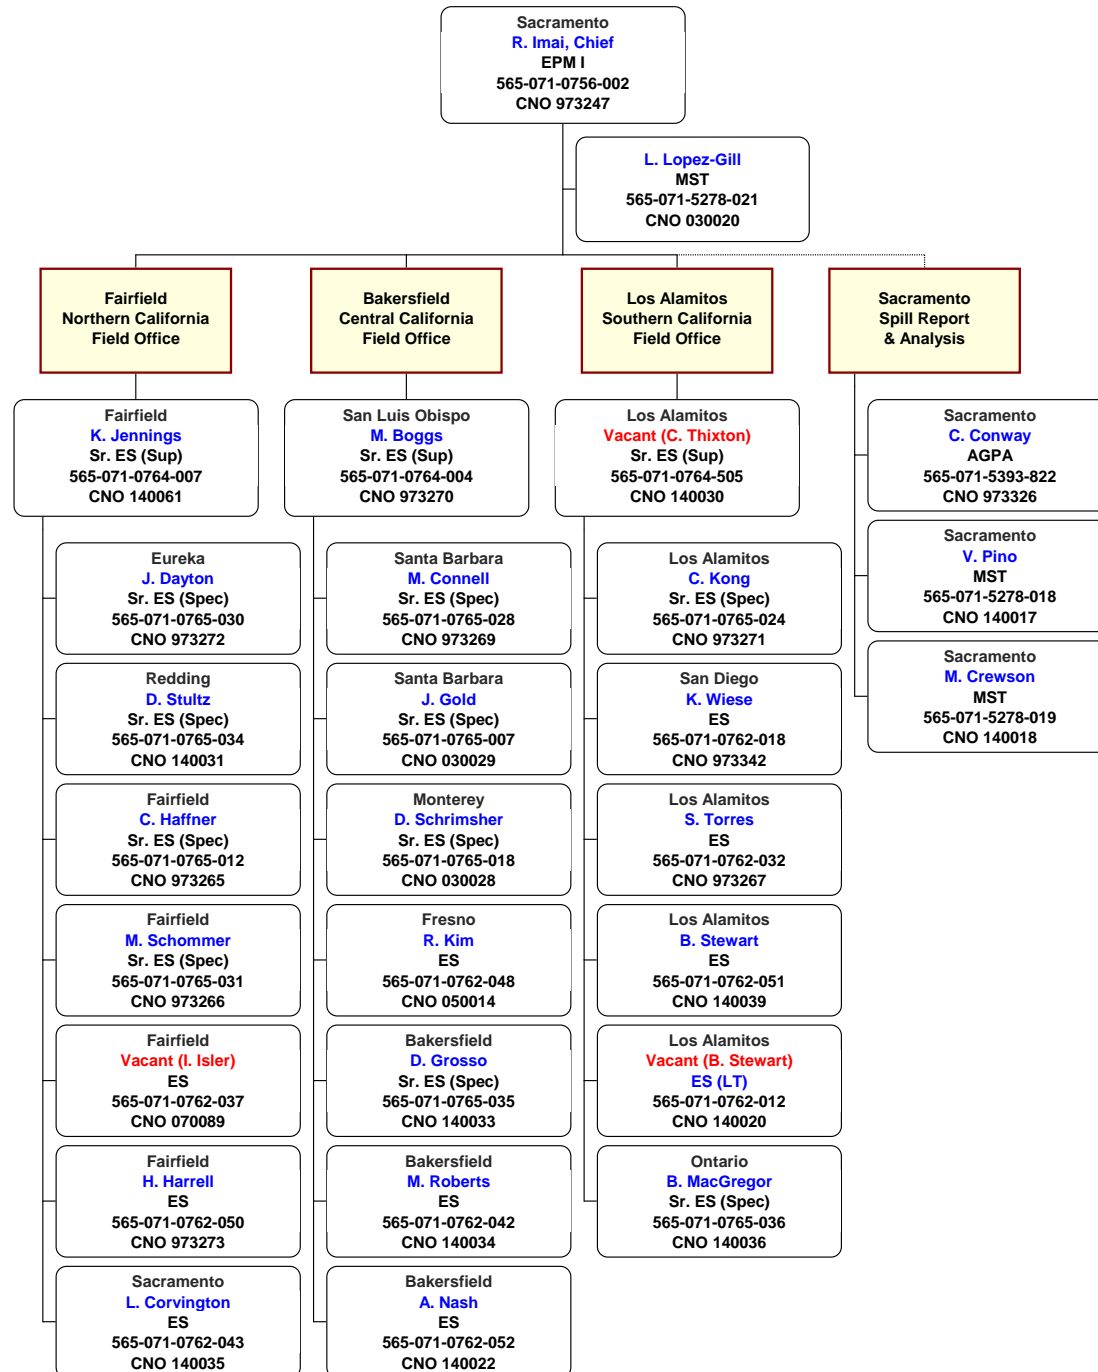 Sacramento
R. Imai, Chief
EPM I
565-071-0756-002
CNO 973247
L. Lopez-Gill
MST
565-071-5278-021
CNO 030020
Fairfield
Northern California
Field Office
Bakersfield
Central California
Field Office
Los Alamitos
Southern California
Field Office
Sacramento
Spill Report
& Analysis
Fairfield
K. Jennings
Sr. ES (Sup)
565-071-0764-007
CNO 140061
Eureka
J. Dayton
Sr. ES (Spec)
565-071-0765-030
CNO 973272
Redding
D. Stultz
Sr. ES (Spec)
565-071-0765-034
CNO 140031
Fairfield
C. Haffner
Sr. ES (Spec)
565-071-0765-012
CNO 973265
Fairfield
M. Schommer
Sr. ES (Spec)
565-071-0765-031
CNO 973266
Fairfield
Vacant (I. Isler)
ES
565-071-0762-037
CNO 070089
Fairfield
H. Harrell
ES
565-071-0762-050
CNO 973273
Sacramento
L. Corvington
ES
565-071-0762-043
CNO 140035
San Luis Obispo
M. Boggs
Sr. ES (Sup)
565-071-0764-004
CNO 973270
Santa Barbara
M. Connell
Sr. ES (Spec)
565-071-0765-028
CNO 973269
Santa Barbara
J. Gold
Sr. ES (Spec)
565-071-0765-007
CNO 030029
Monterey
D. Schrimsher
Sr. ES (Spec)
565-071-0765-018
CNO 030028
Fresno
R. Kim
ES
565-071-0762-048
CNO 050014
Bakersfield
D. Grosso
Sr. ES (Spec)
565-071-0765-035
CNO 140033
Bakersfield
M. Roberts
ES
565-071-0762-042
CNO 140034
Bakersfield
A. Nash
ES
565-071-0762-052
CNO 140022
Los Alamitos
Vacant (C. Thixton)
Sr. ES (Sup)
565-071-0764-505
CNO 140030
Los Alamitos
C. Kong
Sr. ES (Spec)
565-071-0765-024
CNO 973271
San Diego
K. Wiese
ES
565-071-0762-018
CNO 973342
Los Alamitos
S. Torres
ES
565-071-0762-032
CNO 973267
Los Alamitos
B. Stewart
ES
565-071-0762-051
CNO 140039
Los Alamitos
Vacant (B. Stewart)
ES (LT)
565-071-0762-012
CNO 140020
Ontario
B. MacGregor
Sr. ES (Spec)
565-071-0765-036
CNO 140036
Sacramento
C. Conway
AGPA
565-071-5393-822
CNO 973326
Sacramento
V. Pino
MST
565-071-5278-018
CNO 140017
Sacramento
M. Crewson
MST
565-071-5278-019
CNO 140018